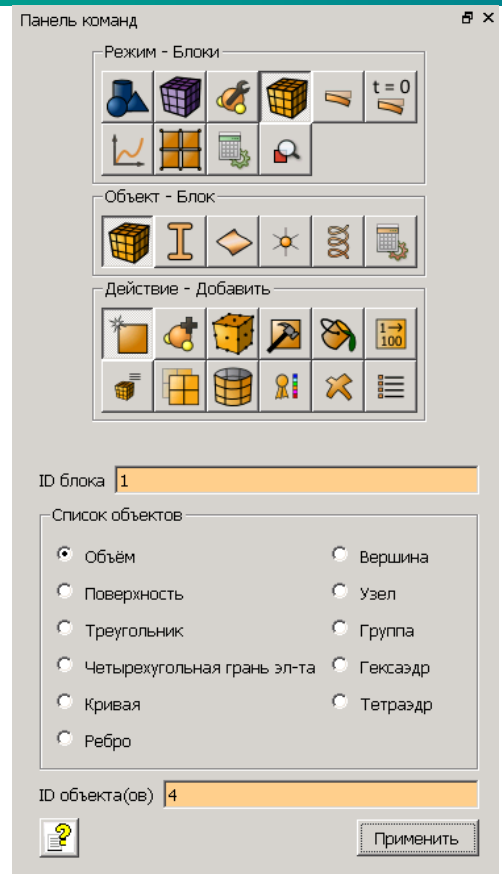 Панель команд
Режим - Блоки
t = 0
Объект - Блок
Действие - Добавить
1→
100
ID блока 1
Список объектов
Объём Вершина
Поверхность Узел
Треугольник Группа
Четырехугольная грань эл-та Гексаэдр
Кривая Тетраэдр
Ребро
ID объекта(ов) 4
Применить